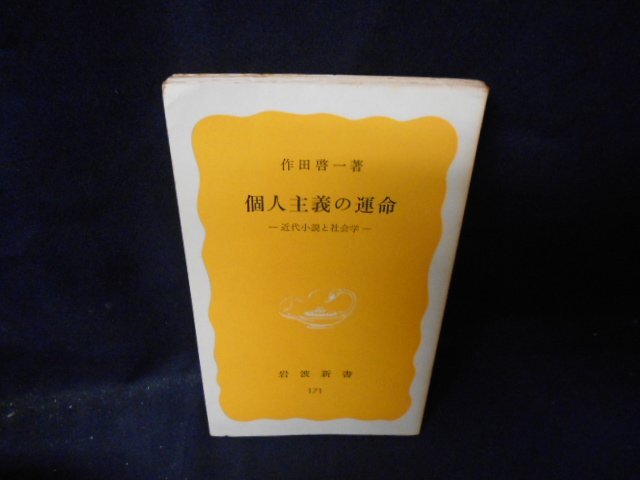 作田啓一著
個人主義の運命
—近代小説と社会学—
岩波新書
171